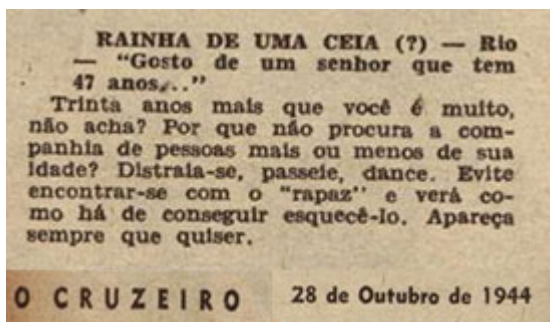 RAINHA DE UMA CEIA (?) — Rio
— "Gosto de um senhor que tem
47 anos..."
Trinta anos mais que você é muito,
não acha? Por que não procura a com-
panhia de pessoas mais ou menos de sua
idade? Distraia-se, passeie, dance. Evite
encontrar-se com o "rapaz" e verá co-
mo há de conseguir esquecê-lo. Apareça
sempre que quiser.
O CRUZEIRO 28 de Outubro de 1944